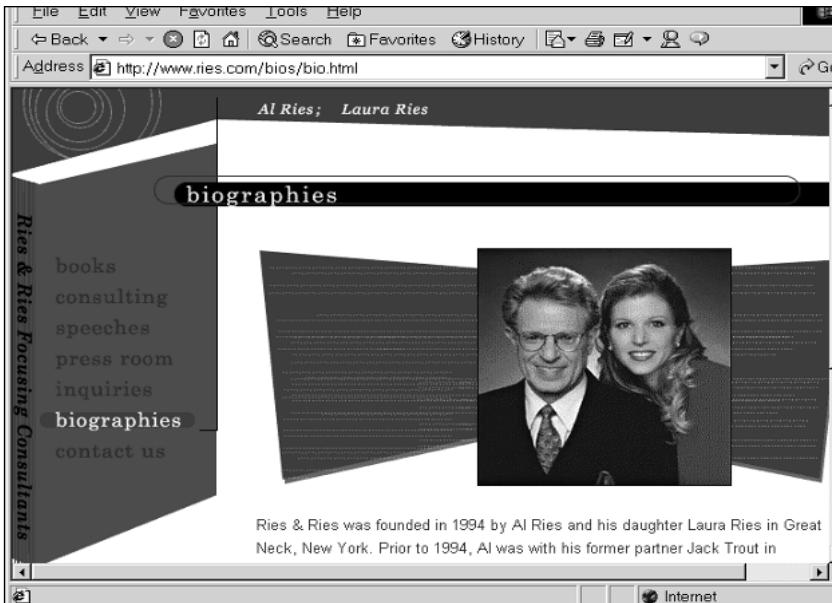 File Edit View Favorites Tools Help
Back Search Favorites History
Address http://www.ries.com/bios/bio.html Go
Al Ries; Laura Ries
biographies
Ries & Ries Focusing Consultants
books
consulting
speeches
press room
inquiries
biographies
contact us
Ries & Ries was founded in 1994 by Al Ries and his daughter Laura Ries in Great
Neck, New York. Prior to 1994, Al was with his former partner Jack Trout in
Internet